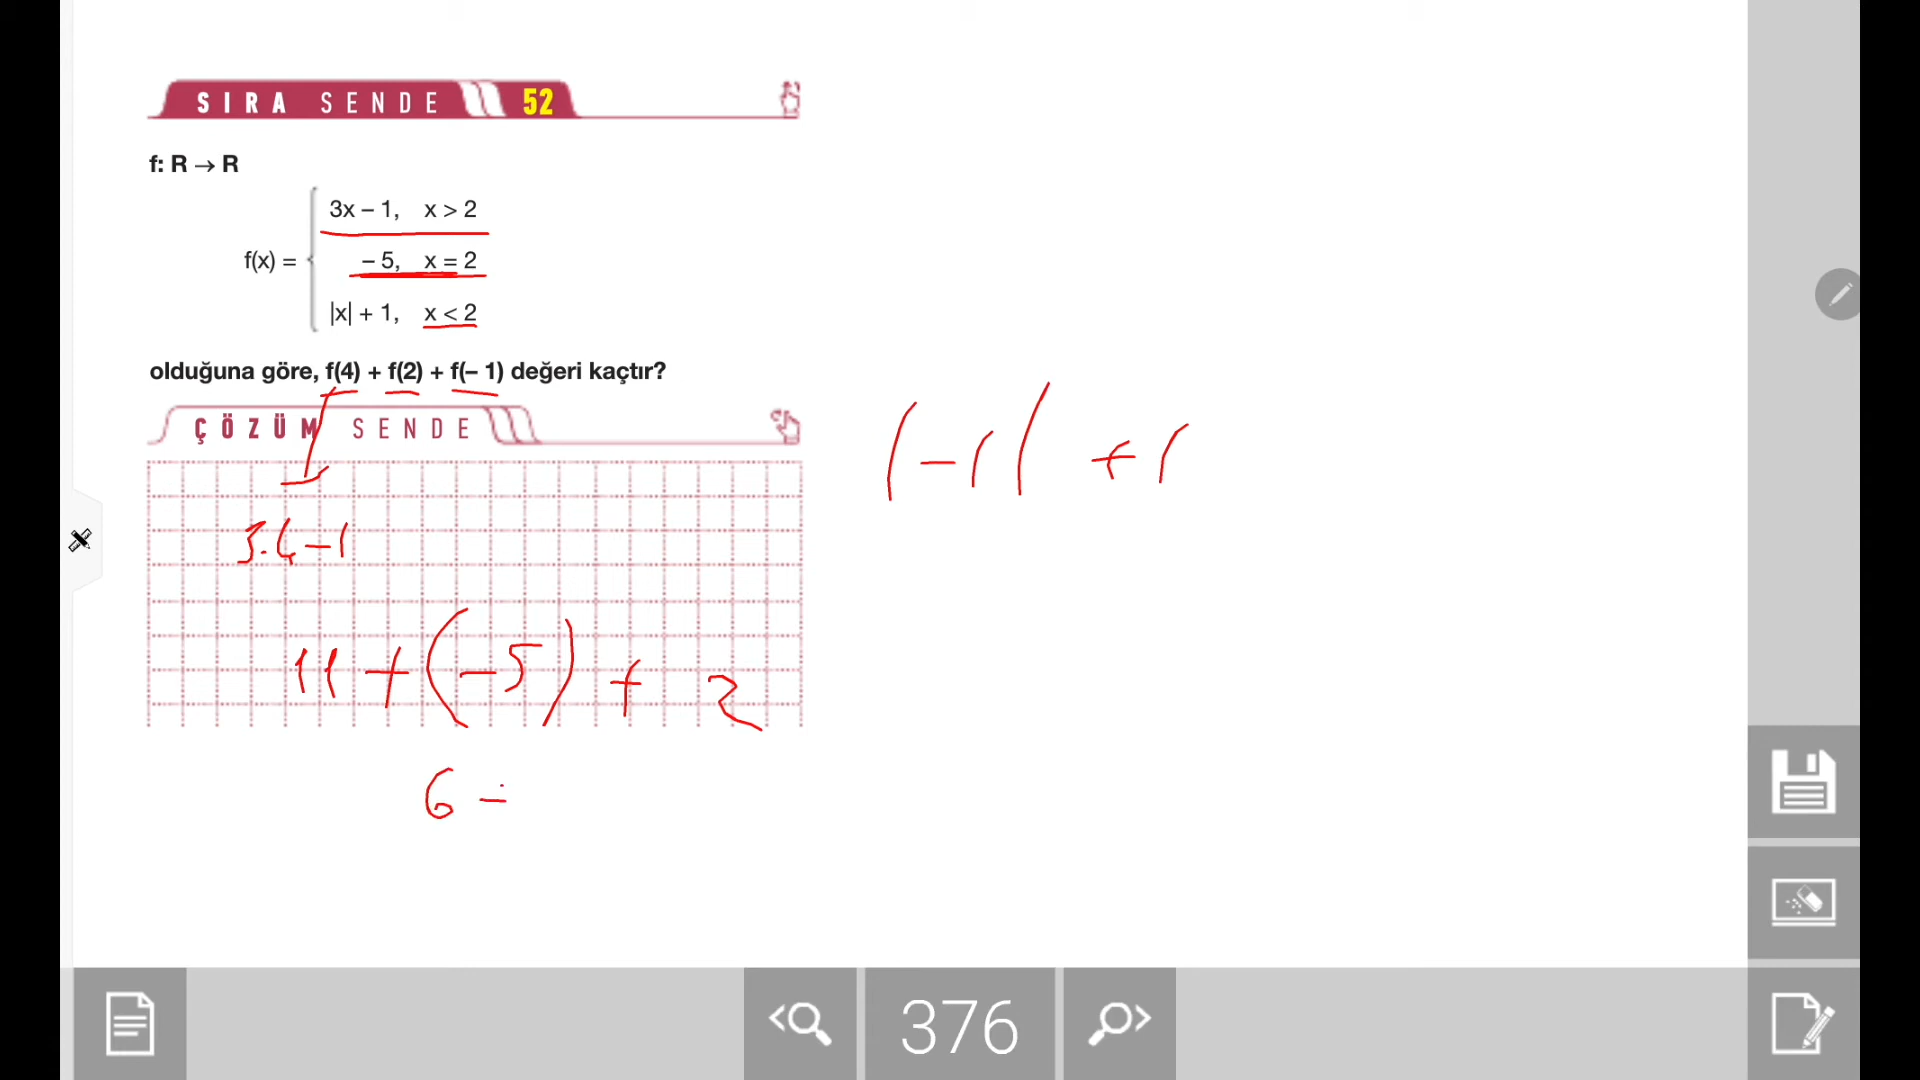 SIRA SENDE 52
f: R → R
3x – 1, x > 2
f(x) = – 5, x = 2
|x| + 1, x < 2
olduğuna göre, f(4) + f(2) + f(– 1) değeri kaçtır?
ÇÖZÜM SENDE
|-1| + 1
3.4-1
11 + (-5) + 2
6 -
376